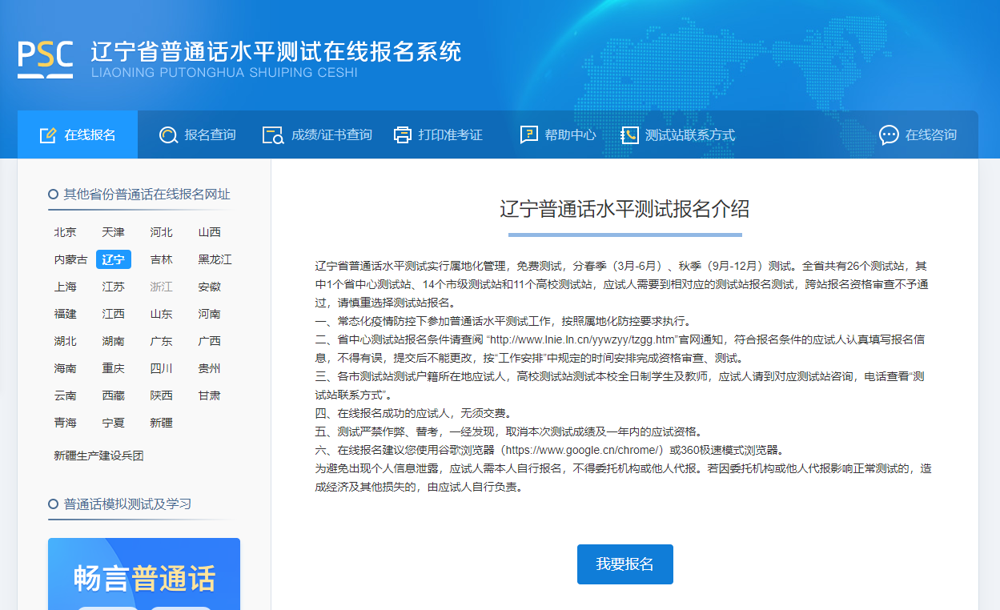 PSC
辽宁省普通话水平测试在线报名系统
LIAONING PUTONGHUA SHUIPING CESHI
在线报名
报名查询
成绩/证书查询
打印准考证
帮助中心
测试站联系方式
在线咨询
其他省份普通话在线报名网址
北京 天津 河北 山西
内蒙古 辽宁 吉林 黑龙江
上海 江苏 浙江 安徽
福建 江西 山东 河南
湖北 湖南 广东 广西
海南 重庆 四川 贵州
云南 西藏 陕西 甘肃
青海 宁夏 新疆
新疆生产建设兵团
普通话模拟测试及学习
畅言普通话
辽宁普通话水平测试报名介绍
辽宁省普通话水平测试实行属地化管理，免费测试，分春季（3月-6月）、秋季（9月-12月）测试。全省共有26个测试站，其
中1个省中心测试站、14个市级测试站和11个高校测试站，应试人需要到相对应的测试站报名测试，跨站报名资格审查不予通
过，请慎重选择测试站报名。
一、常态化疫情防控下参加普通话水平测试工作，按照属地化防控要求执行。
二、省中心测试站报名条件请查阅 “http://www.lnie.ln.cn/yywzyy/tzgg.htm”官网通知，符合报名条件的应试人认真填写报名信
息，不得有误，提交后不能更改，按“工作安排”中规定的时间安排完成资格审查、测试。
三、各市测试站测试户籍所在地应试人，高校测试站测试本校全日制学生及教师，应试人请到对应测试站咨询，电话查看“测
试站联系方式”。
四、在线报名成功的应试人，无须交费。
五、测试严禁作弊、替考，一经发现，取消本次测试成绩及一年内的应试资格。
六、在线报名建议您使用谷歌浏览器（https://www.google.cn/chrome/）或360极速模式浏览器。
为避免出现个人信息泄露，应试人需本人自行报名，不得委托机构或他人代报。若因委托机构或他人代报影响正常测试的，造
成经济及其他损失的，由应试人自行负责。
我要报名